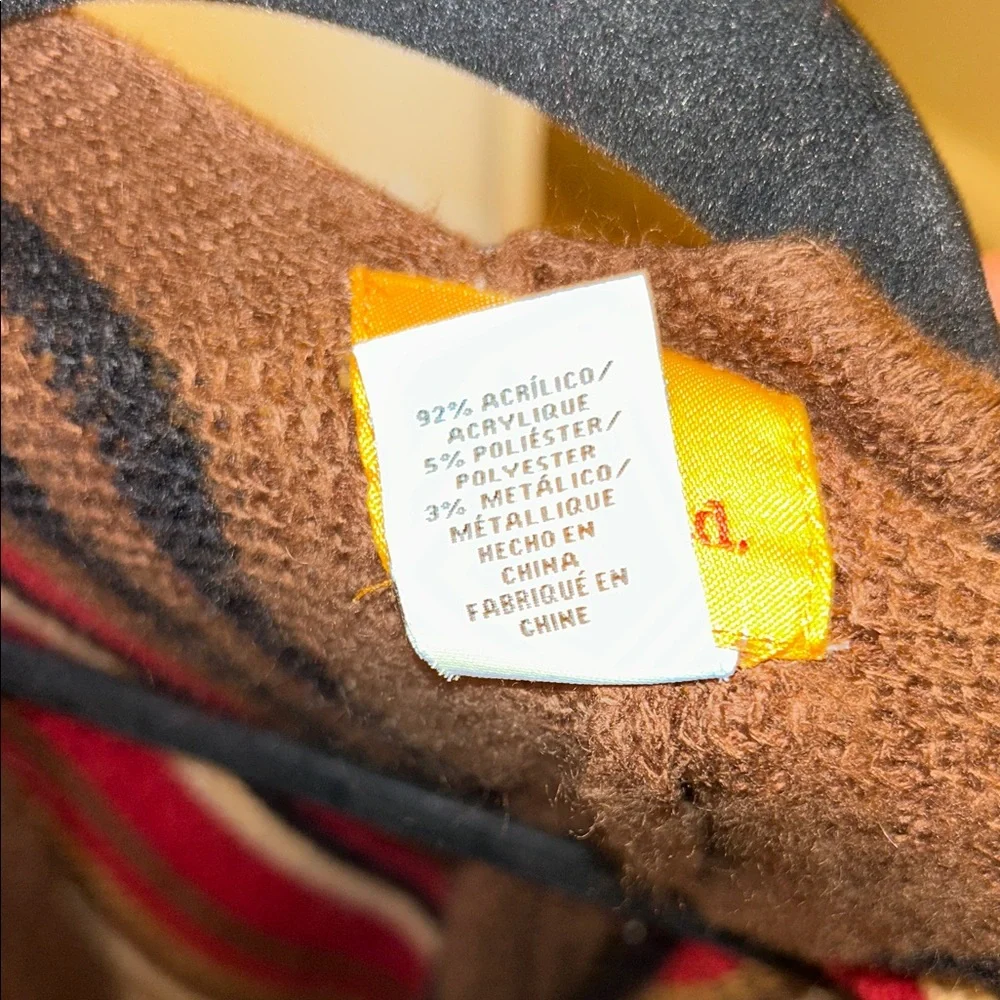 92% ACRÍLICO/
ACRYLIQUE
5% POLIÉSTER/
POLYESTER
3% METÁLICO/
MÉTALLIQUE
HECHO EN
CHINA
FABRIQUÉ EN
CHINE
d.